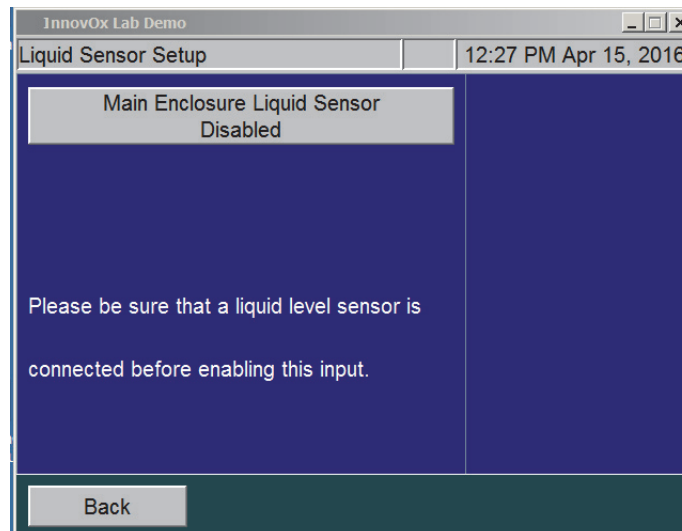 InnovOx Lab Demo
Liquid Sensor Setup
12:27 PM Apr 15, 2016
Main Enclosure Liquid Sensor
Disabled
Please be sure that a liquid level sensor is
connected before enabling this input.
Back